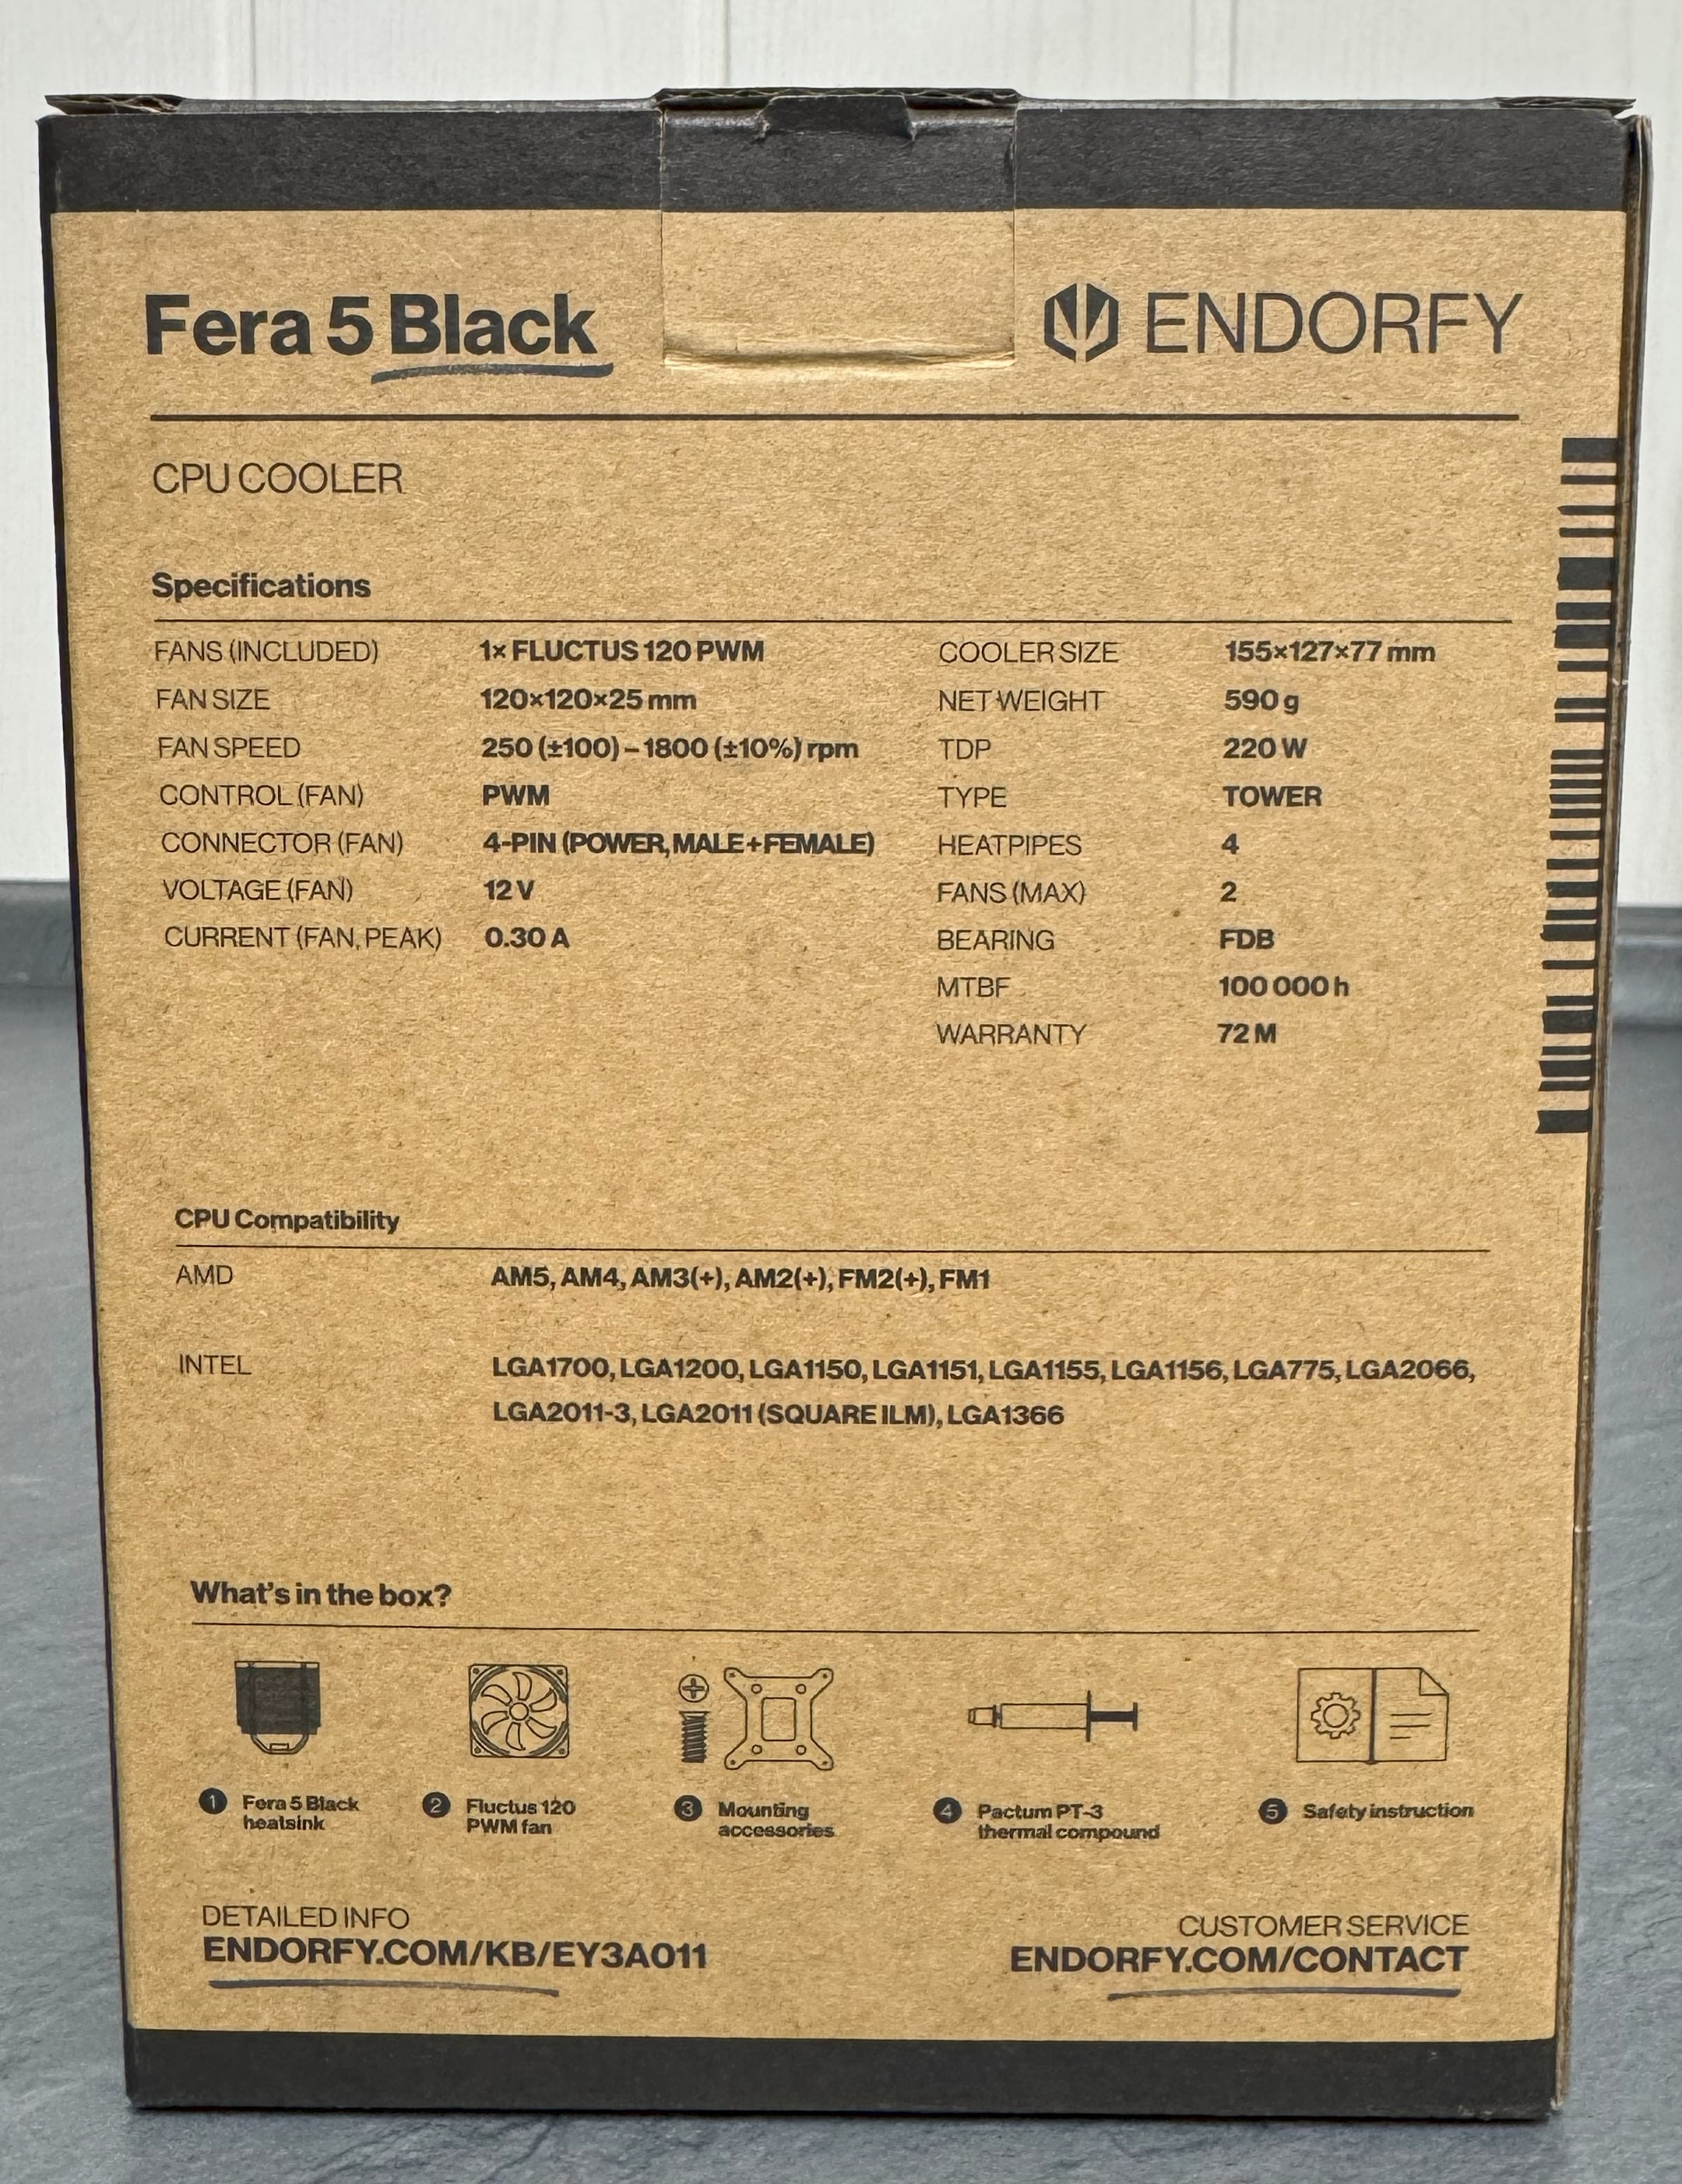 Fera 5 Black
ENDORFY
CPU COOLER
Specifications
FANS (INCLUDED) 1× FLUCTUS 120 PWM
FAN SIZE 120×120×25 mm
FAN SPEED 250 (±100) – 1800 (±10%) rpm
CONTROL (FAN) PWM
CONNECTOR (FAN) 4-PIN (POWER, MALE+FEMALE)
VOLTAGE (FAN) 12 V
CURRENT (FAN, PEAK) 0.30 A
COOLER SIZE 155×127×77 mm
NET WEIGHT 590 g
TDP 220 W
TYPE TOWER
HEATPIPES 4
FANS (MAX) 2
BEARING FDB
MTBF 100 000 h
WARRANTY 72 M
CPU Compatibility
AMD AM5, AM4, AM3(+), AM2(+), FM2(+), FM1
INTEL LGA1700, LGA1200, LGA1150, LGA1151, LGA1155, LGA1156, LGA775, LGA2066,
LGA2011-3, LGA2011 (SQUARE ILM), LGA1366
What's in the box?
1 Fera 5 Black
heatsink
2 Fluctus 120
PWM fan
3 Mounting
accessories
4 Pactum PT-3
thermal compound
5 Safety instruction
DETAILED INFO
ENDORFY.COM/KB/EY3A011
CUSTOMER SERVICE
ENDORFY.COM/CONTACT